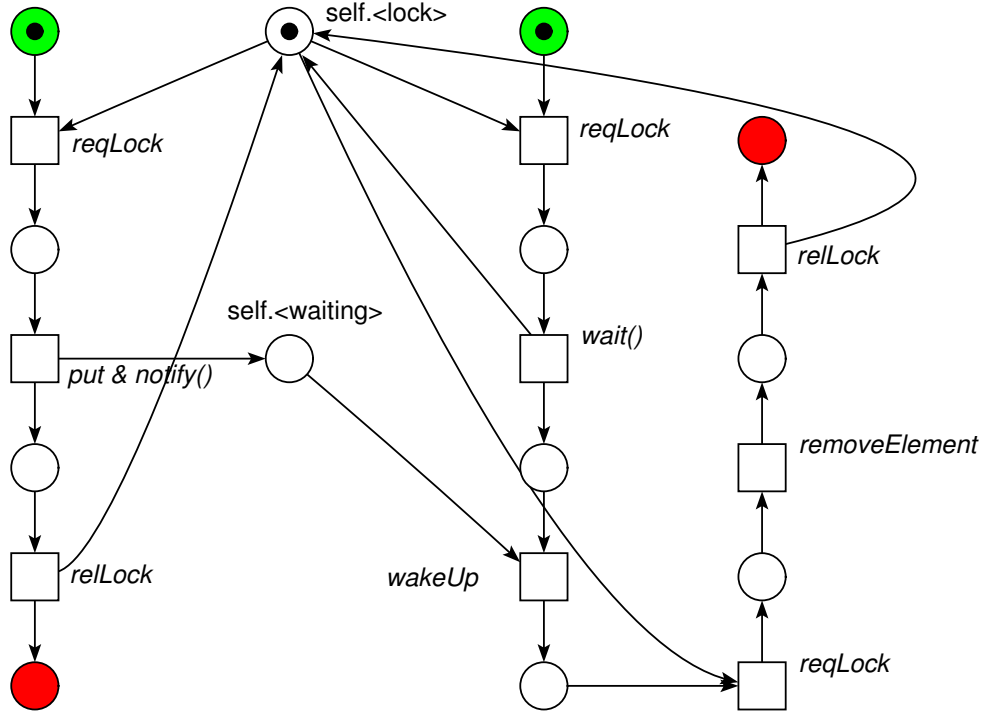 self.<lock>
reqLock
reqLock
relLock
self.<waiting>
wait()
put & notify()
removeElement
relLock
wakeUp
reqLock